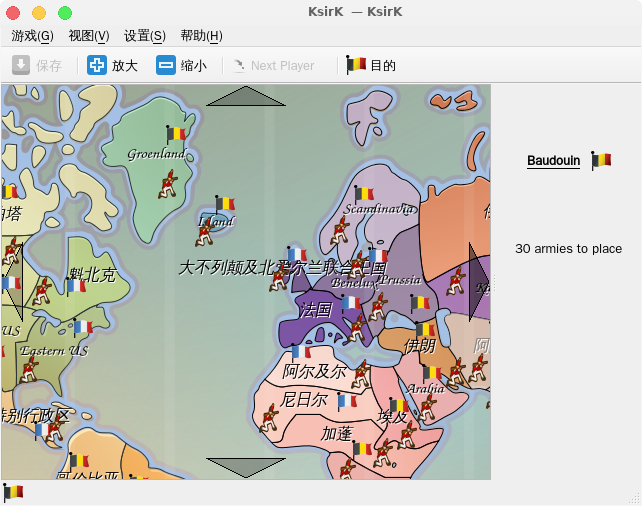 KsirK — KsirK
游戏(G) 视图(V) 设置(S) 帮助(H)
保存 放大 缩小 Next Player 目的
Groenland
Baudouin
Scandinavia
Island
30 armies to place
大不列颠及北爱尔兰联合王国
魁北克
Benelux
Prussia
法国
US
Eastern US
伊朗
阿尔及尔
Arabia
尼日尔
埃及
特别行政区
加蓬
哥伦比亚